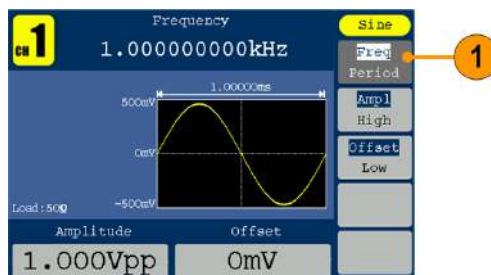 CH 1
Frequency
1.000000000kHz
Sine
Freq
Period
1
Ampl
High
Offset
Low
1.00000ms
500mV
0mV
-500mV
Load:50Ω
Amplitude
Offset
1.000Vpp
0mV